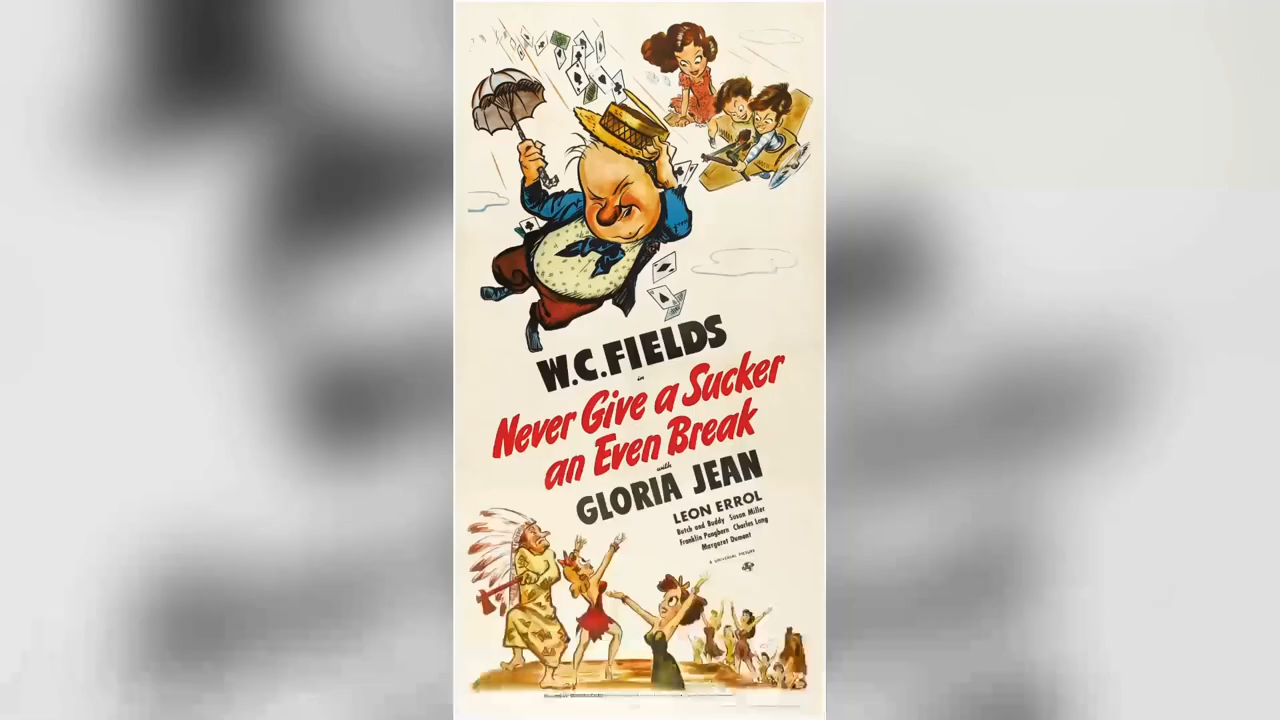 W.C. FIELDS
in
Never Give a Sucker
an Even Break
with
GLORIA JEAN
LEON ERROL
Butch and Buddy Susan Miller
Franklin Pangborn Charles Lang
Margaret Dumont
A UNIVERSAL PICTURE